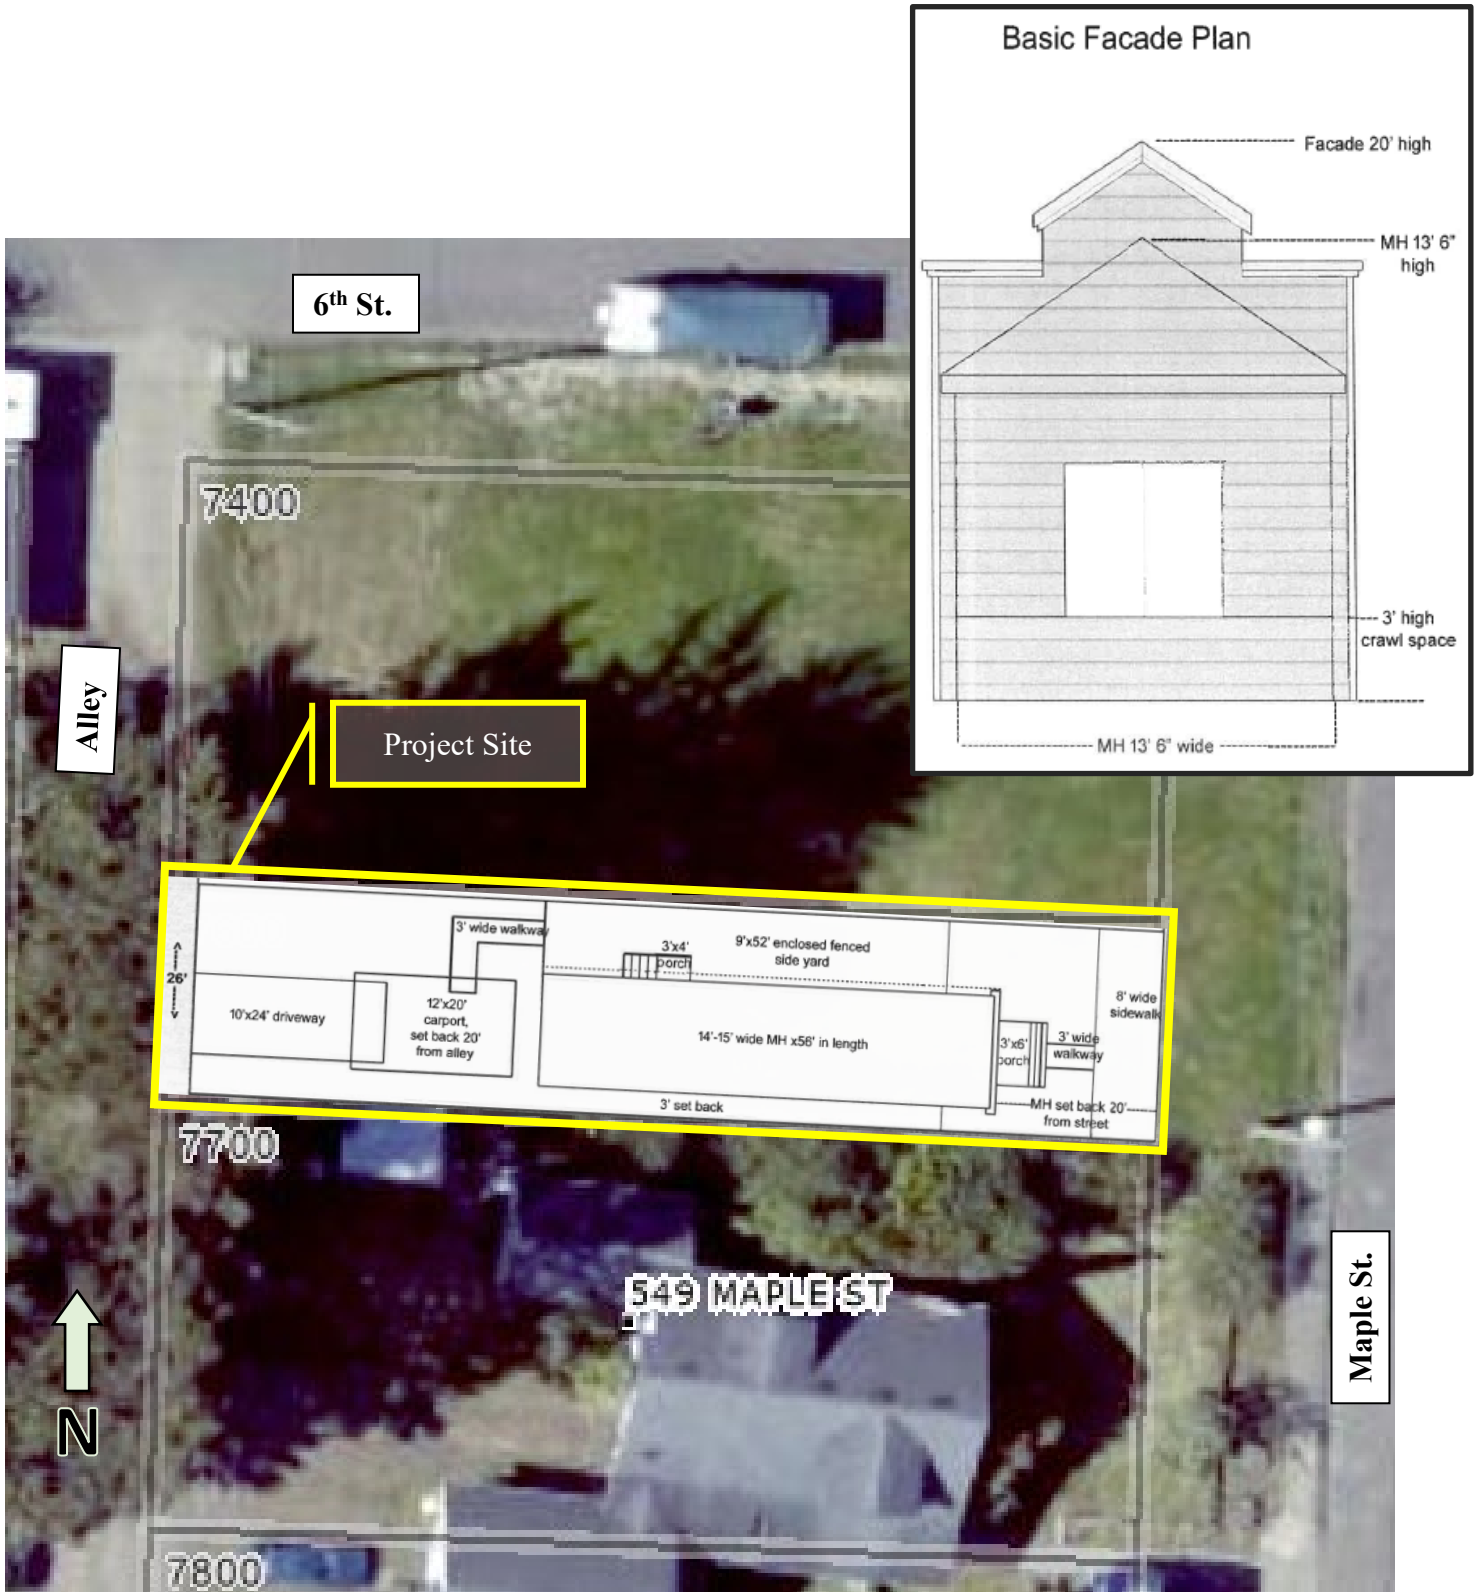 Basic Facade Plan
Facade 20' high
MH 13' 6"
high
3' high
crawl space
MH 13' 6" wide
6th St.
7400
Alley
Project Site
26'
3' wide walkway
3'x4'
porch
9'x52' enclosed fenced
side yard
10'x24' driveway
12'x20'
carport,
set back 20'
from alley
14'-15' wide MH x56' in length
8' wide
sidewalk
3'x6'
porch
3' wide
walkway
3' set back
MH set back 20'
from street
7700
549 MAPLE ST
Maple St.
N
7800